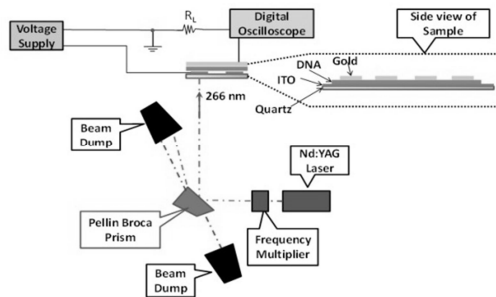 Voltage
Supply
R_L
Digital
Oscilloscope
Side view of
Sample
DNA
Gold
ITO
Quartz
266 nm
Beam
Dump
Nd:YAG
Laser
Pellin Broca
Prism
Frequency
Multiplier
Beam
Dump